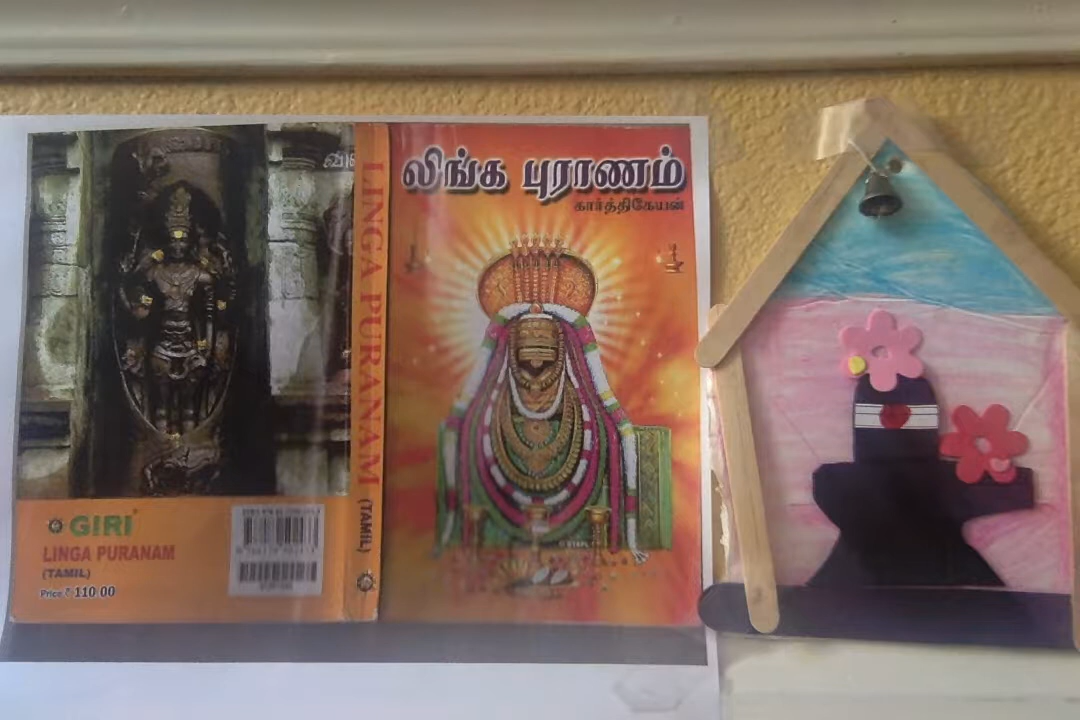 GIRI
LINGA PURANAM
(TAMIL)
Price ₹ 110.00
LINGA PURANAM (TAMIL)
லிங்க புராணம்
கார்த்திகேயன்